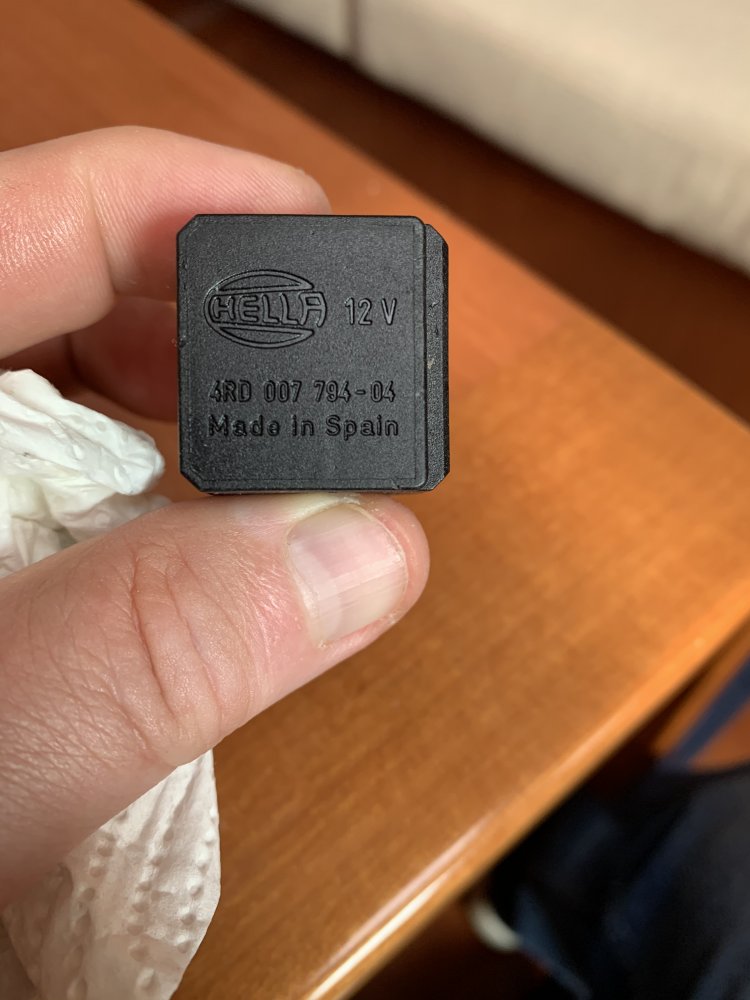 HELLA 12 V
4RD 007 794-04
Made in Spain